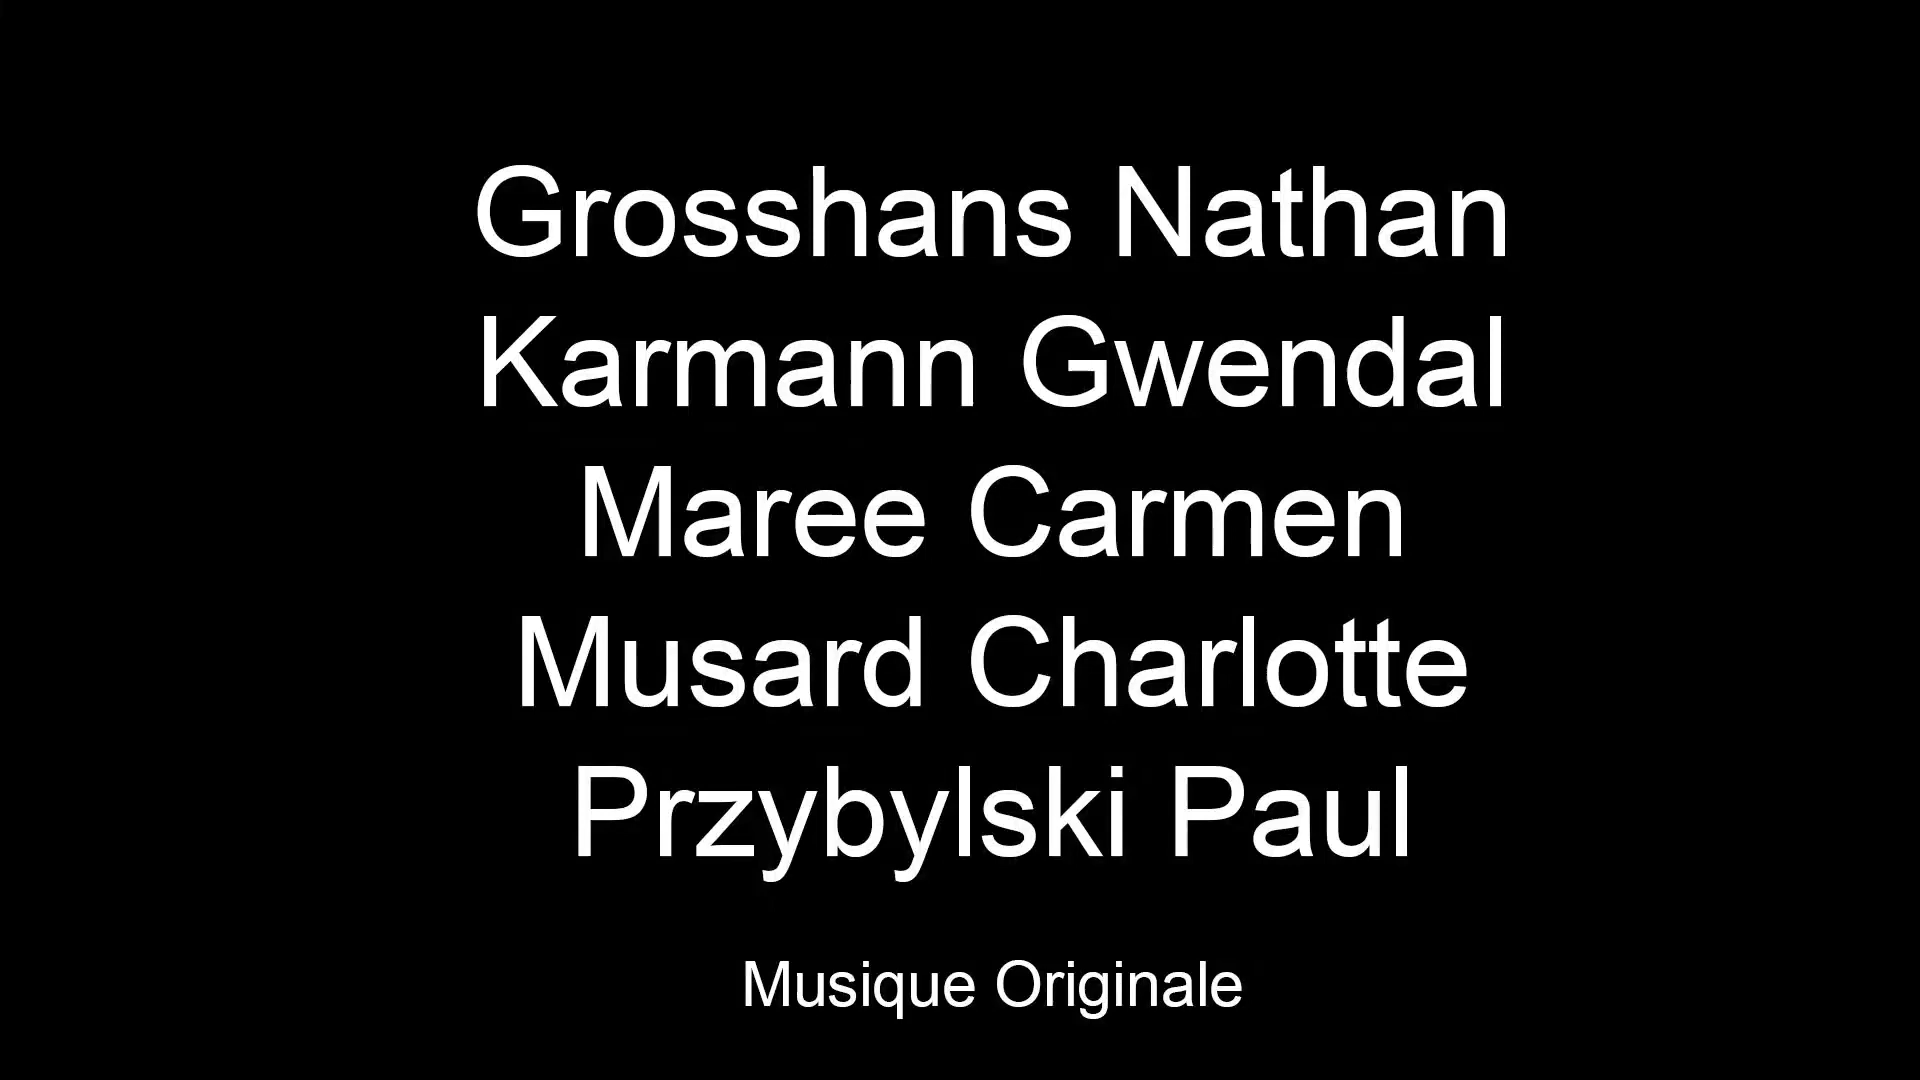 Grosshans Nathan
Karmann Gwendal
Maree Carmen
Musard Charlotte
Przybylski Paul
Musique Originale